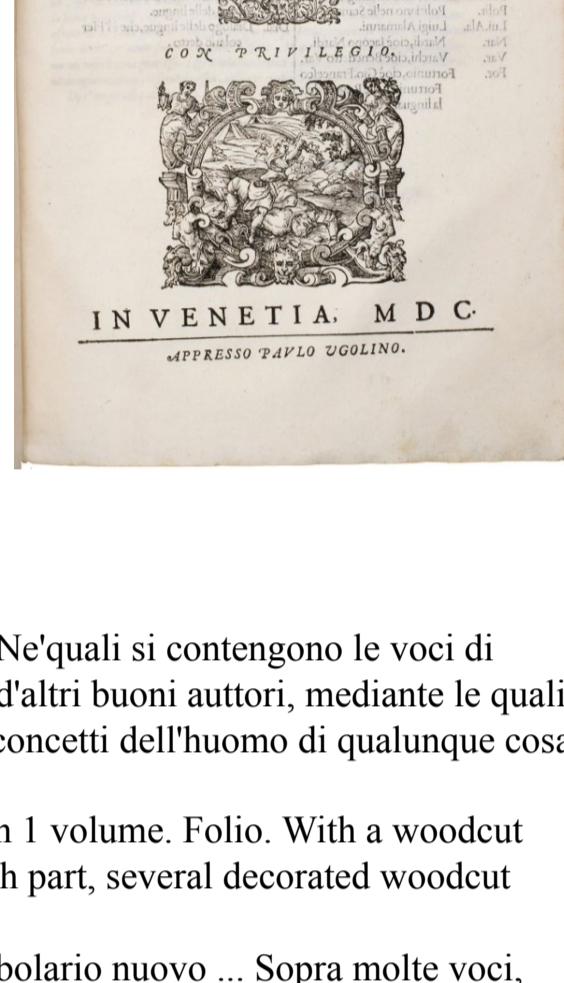 CON PRIVILEGIO.
IN VENETIA, M D C.
APPRESSO PAVLO UGOLINO.
Ne'quali si contengono le voci di
d'altri buoni auttori, mediante le quali
concetti dell'huomo di qualunque cosa
n 1 volume. Folio. With a woodcut
h part, several decorated woodcut
bolario nuovo ... Sopra molte voci,